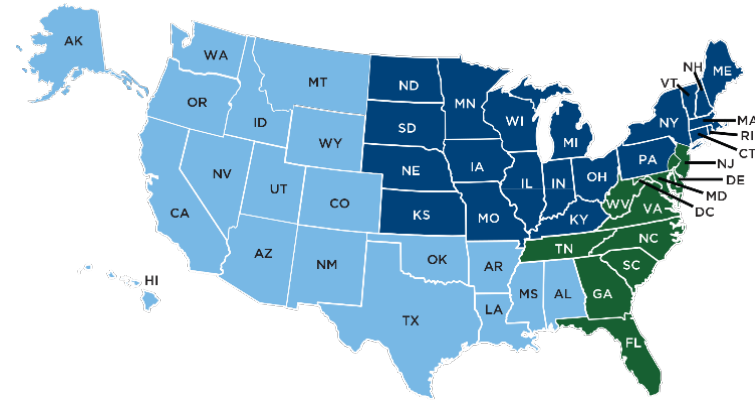 AK
WA
MT
ND
MN
ME
NH
VT
OR
ID
SD
WI
MI
NY
MA
RI
CT
WY
NE
IA
PA
NJ
NV
UT
CO
IL
IN
OH
DE
MD
DC
WV
VA
CA
KS
MO
KY
AZ
NM
OK
AR
TN
NC
SC
HI
TX
LA
MS
AL
GA
FL